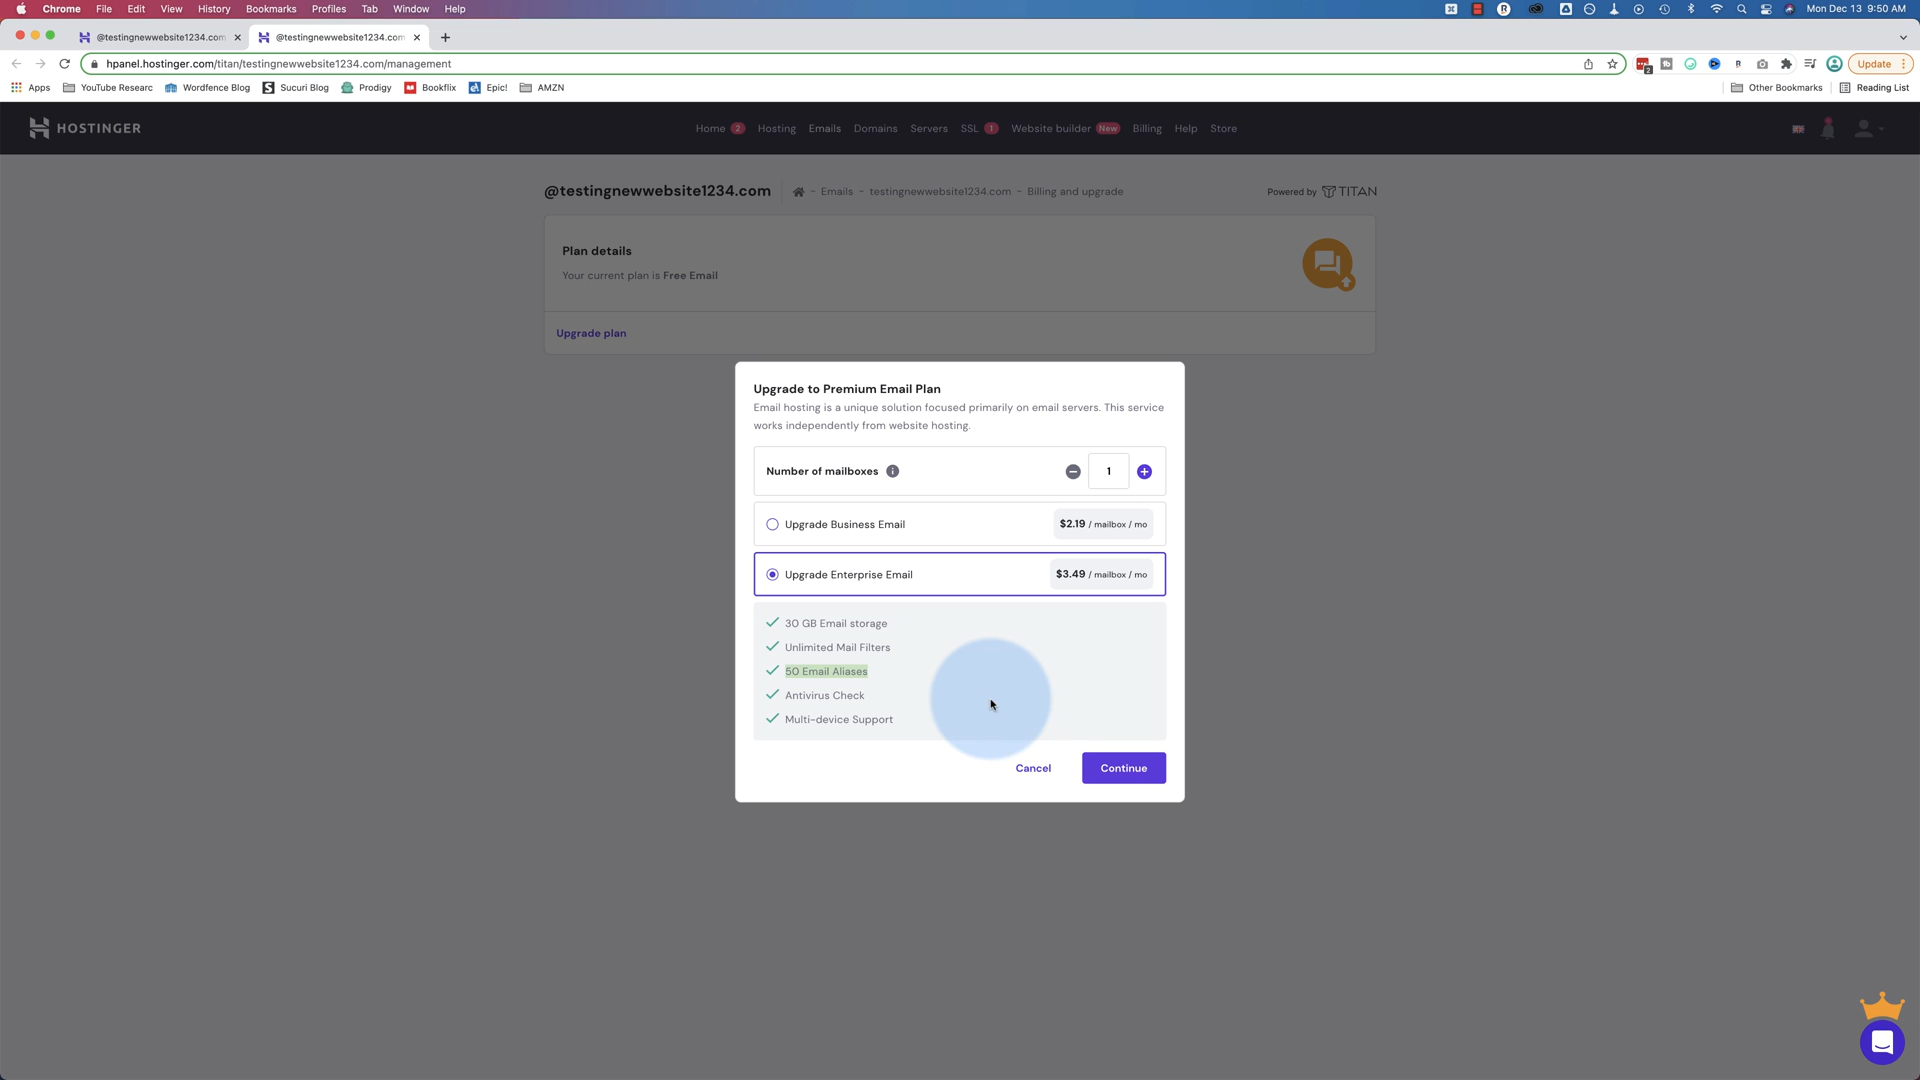 Chrome File Edit View History Bookmarks Profiles Tab Window Help Mon Dec 13 9:50 AM
@testingnewwebsite1234.com @testingnewwebsite1234.com
hpanel.hostinger.com/titan/testingnewwebsite1234.com/management 2 Update
Apps YouTube Researc Wordfence Blog Sucuri Blog Prodigy Bookflix Epic! AMZN Other Bookmarks Reading List
HOSTINGER Home 2 Hosting Emails Domains Servers SSL 1 Website builder New Billing Help Store
@testingnewwebsite1234.com - Emails - testingnewwebsite1234.com - Billing and upgrade Powered by TITAN
Plan details
Your current plan is Free Email
Upgrade plan
Upgrade to Premium Email Plan
Email hosting is a unique solution focused primarily on email servers. This service
works independently from website hosting.
Number of mailboxes 1
Upgrade Business Email $2.19 / mailbox / mo
Upgrade Enterprise Email $3.49 / mailbox / mo
30 GB Email storage
Unlimited Mail Filters
50 Email Aliases
Antivirus Check
Multi-device Support
Cancel Continue